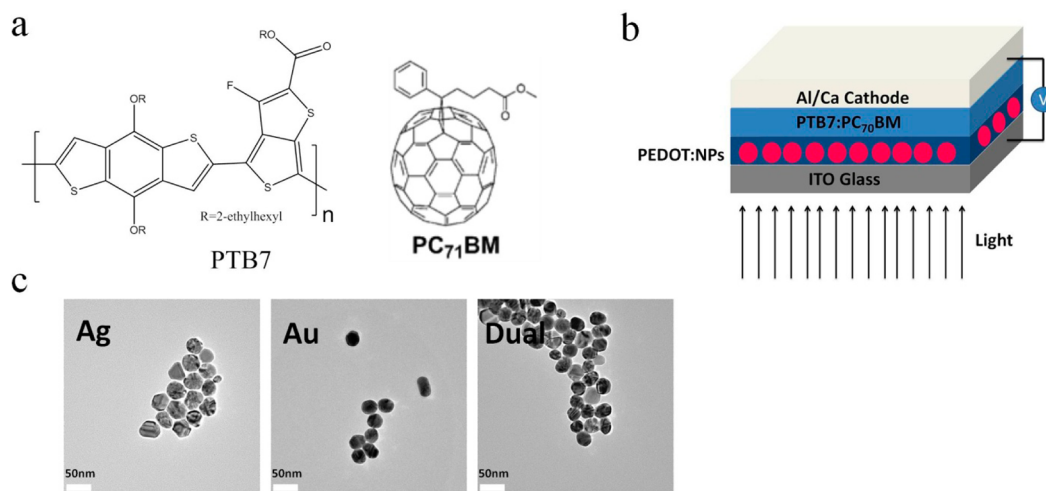 a
RO
O
F
OR
S
S
S
S
n
OR
R=2-ethylhexyl
PTB7
O
O
PC₇₁BM
b
Al/Ca Cathode
V
PTB7:PC₇₀BM
PEDOT:NPs
ITO Glass
Light
c
Ag
Au
Dual
50nm
50nm
50nm